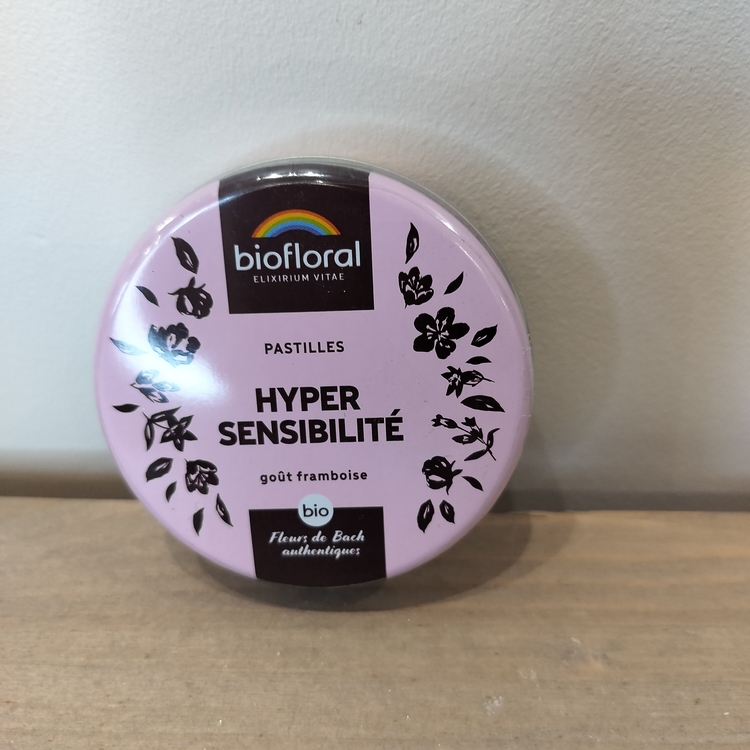 biofloral
ELIXIRIUM VITAE
PASTILLES
HYPER
SENSIBILITÉ
goût framboise
bio
Fleurs de Bach
authentiques